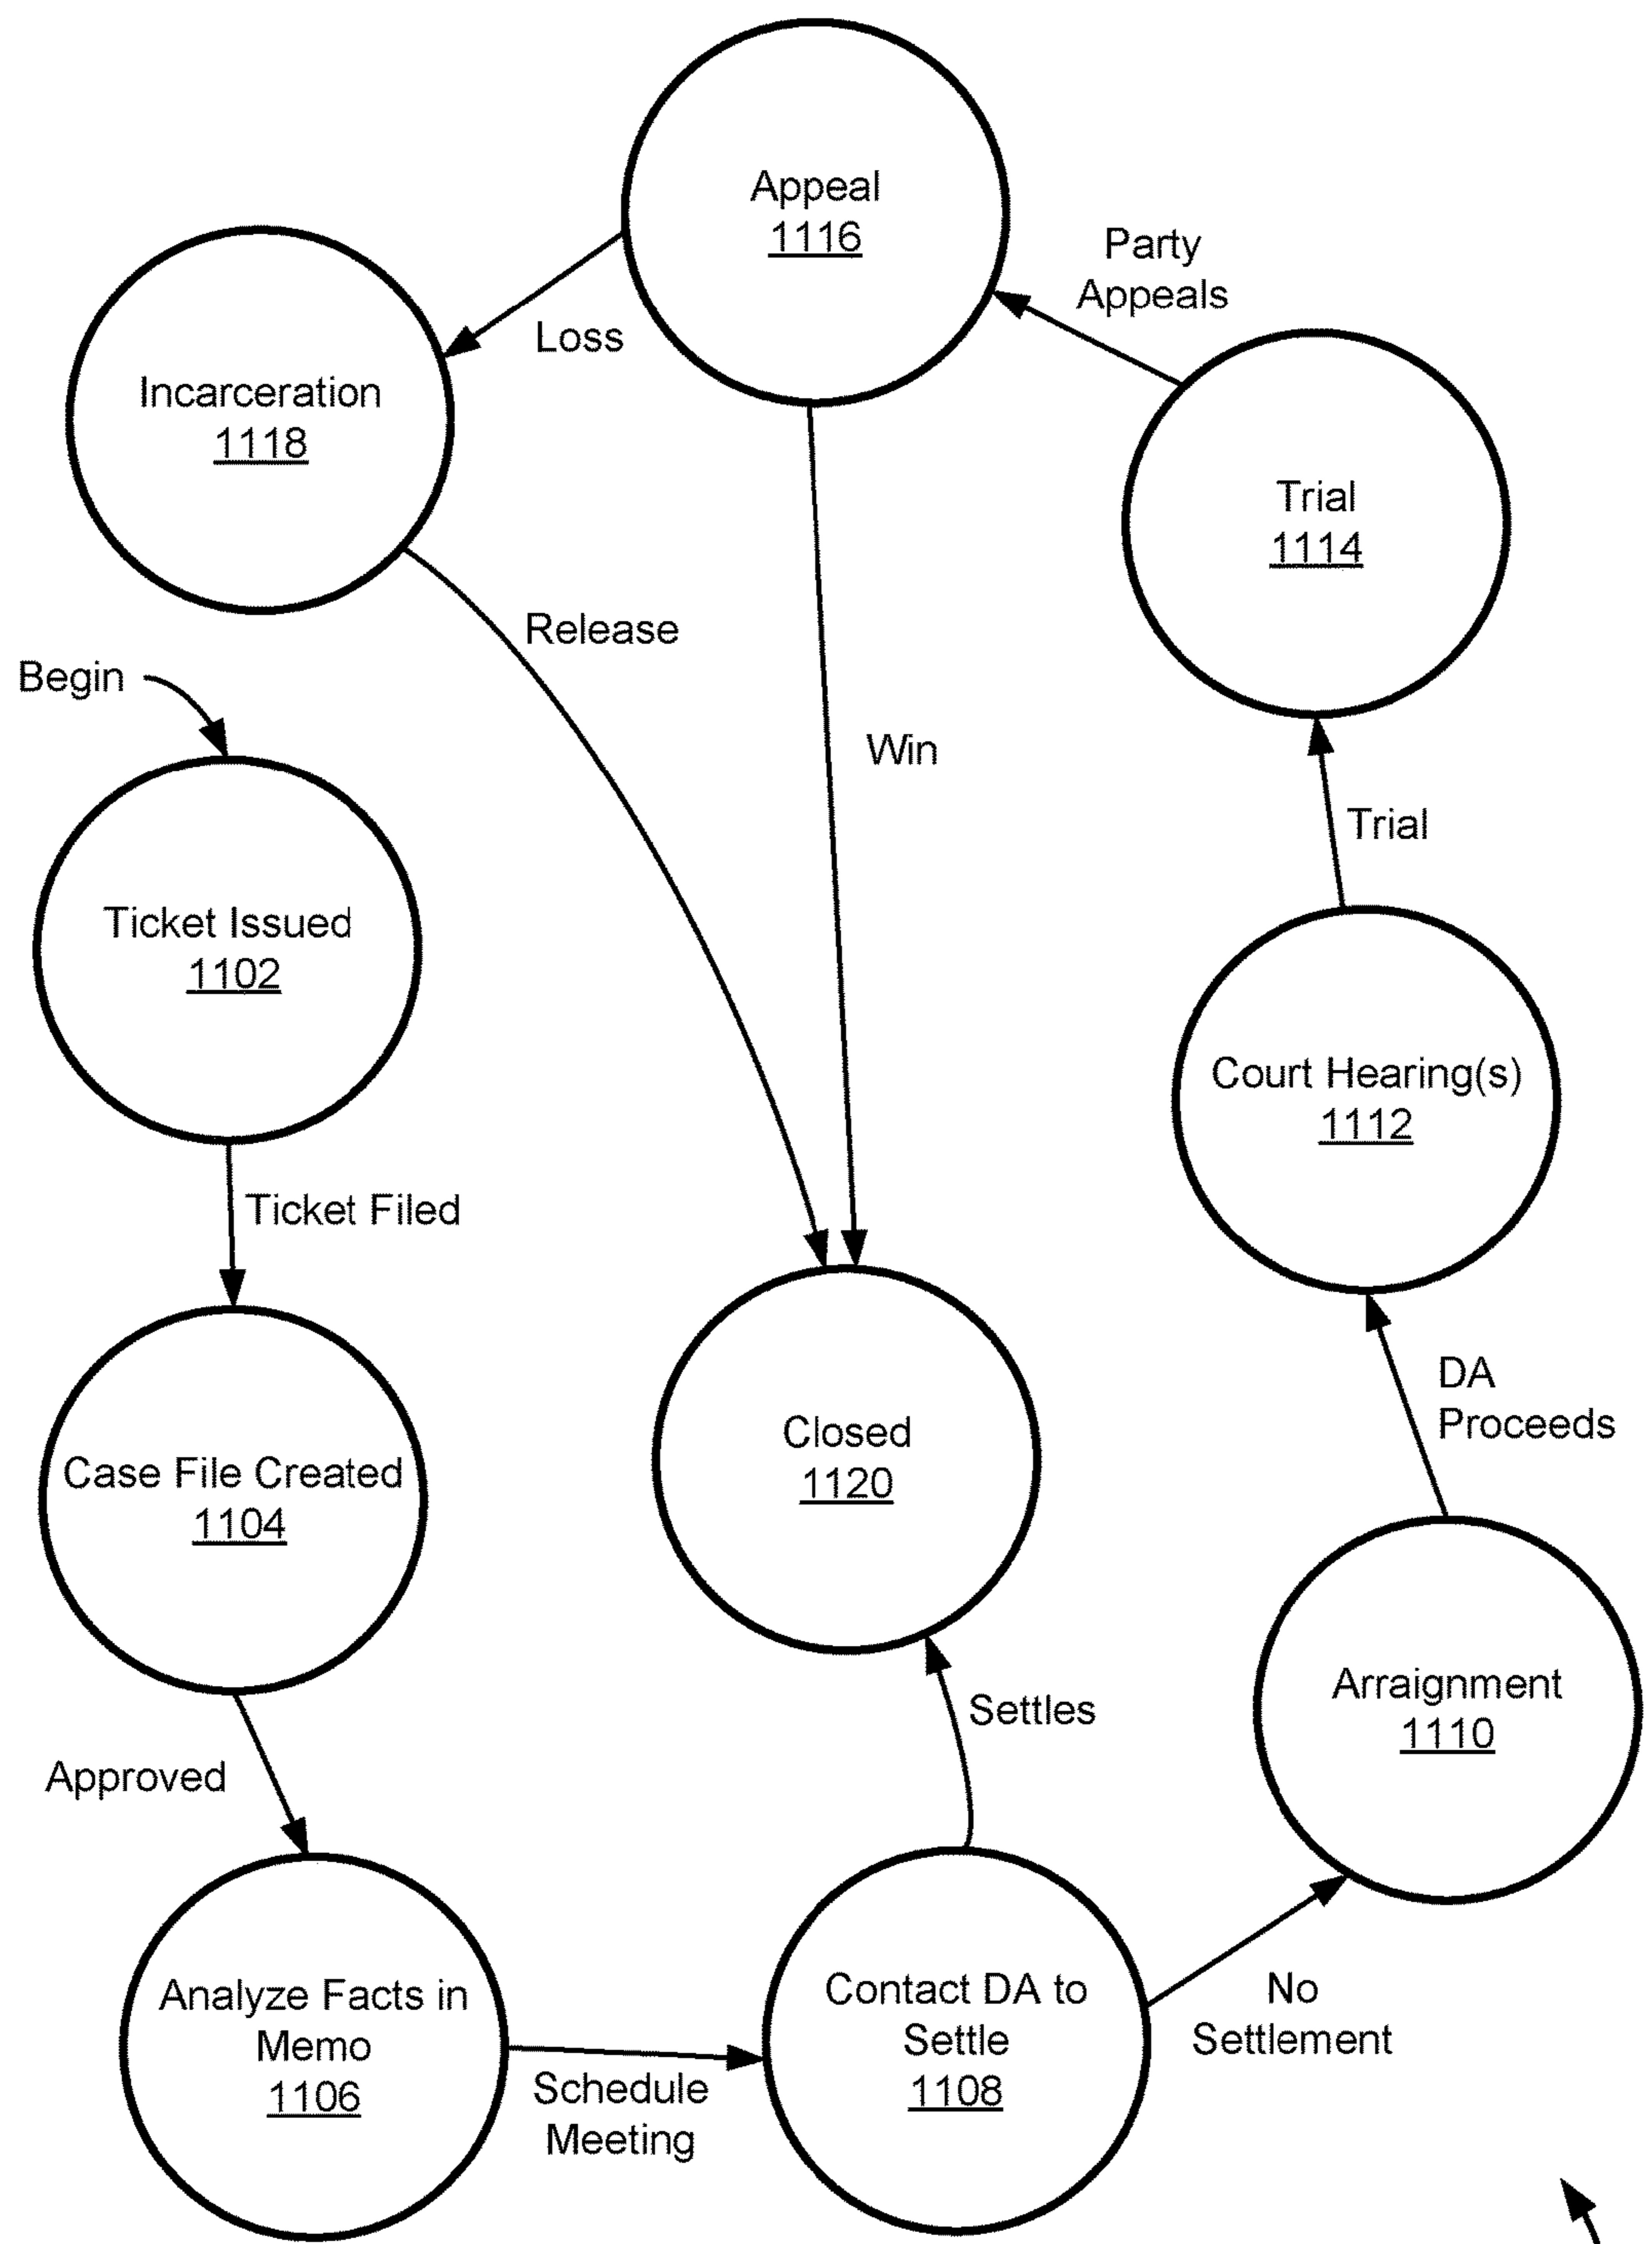 Appeal
1116
Party
Appeals
Loss
Incarceration
1118
Trial
1114
Release
Begin
Win
Trial
Ticket Issued
1102
Court Hearing(s)
1112
Ticket Filed
DA
Proceeds
Closed
1120
Case File Created
1104
Arraignment
1110
Settles
Approved
Analyze Facts in
Memo
1106
Contact DA to
Settle
1108
No
Settlement
Schedule
Meeting